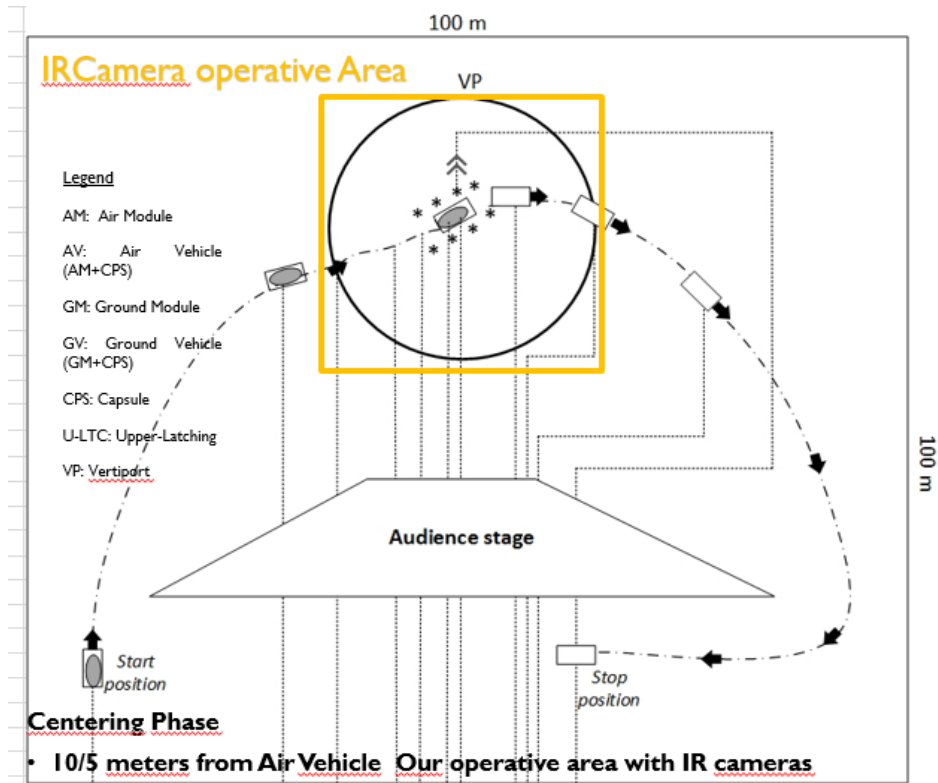 100 m
IRCamera operative Area
VP
Legend
AM: Air Module
AV: Air Vehicle
(AM+CPS)
GM: Ground Module
GV: Ground Vehicle
(GM+CPS)
CPS: Capsule
U-LTC: Upper-Latching
VP: Vertiport
100 m
Audience stage
Start
position
Stop
position
Centering Phase
• 10/5 meters from Air Vehicle Our operative area with IR cameras